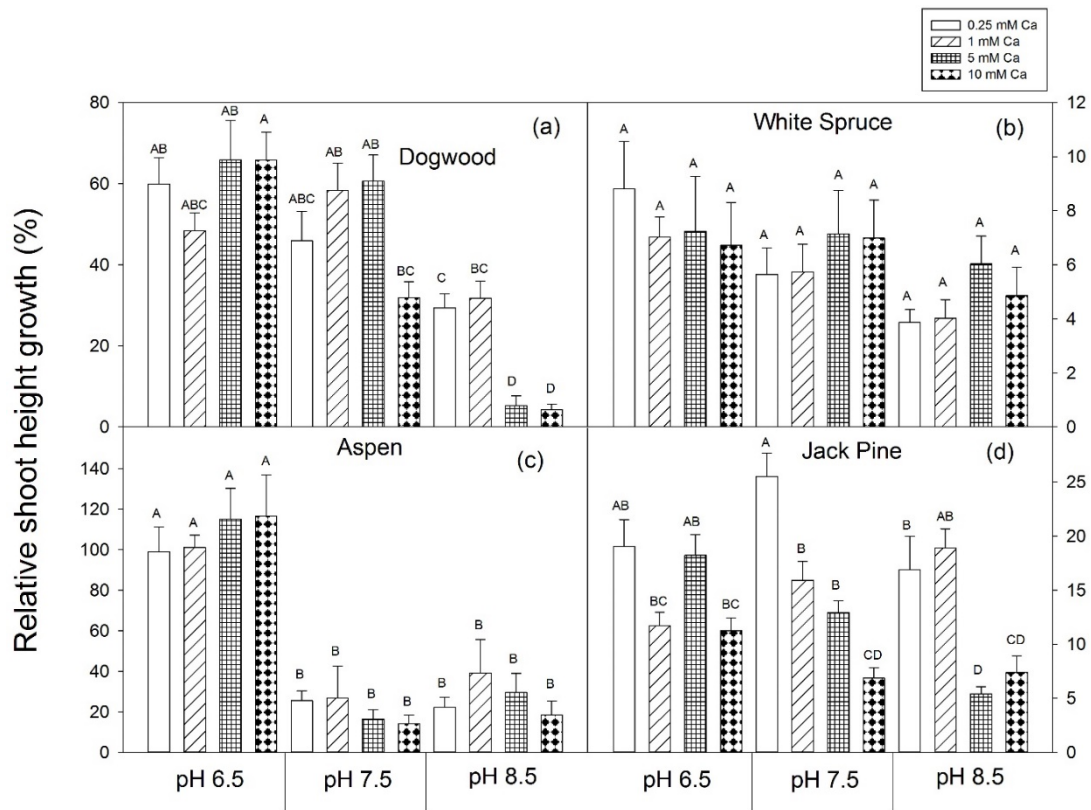 0.25 mM Ca
1 mM Ca
5 mM Ca
10 mM Ca
Relative shoot height growth (%)
80
60
40
20
0
(a)
Dogwood
AB
ABC
AB
A
ABC
AB
AB
BC
C
BC
D
D
White Spruce
(b)
12
10
8
6
4
2
0
A
A
A
A
A
A
A
A
A
A
A
A
Aspen
(c)
140
120
100
80
60
40
20
0
A
A
A
A
B
B
B
B
B
B
B
B
Jack Pine
(d)
25
20
15
10
5
0
AB
BC
AB
BC
A
B
B
CD
B
AB
D
CD
pH 6.5
pH 7.5
pH 8.5
pH 6.5
pH 7.5
pH 8.5